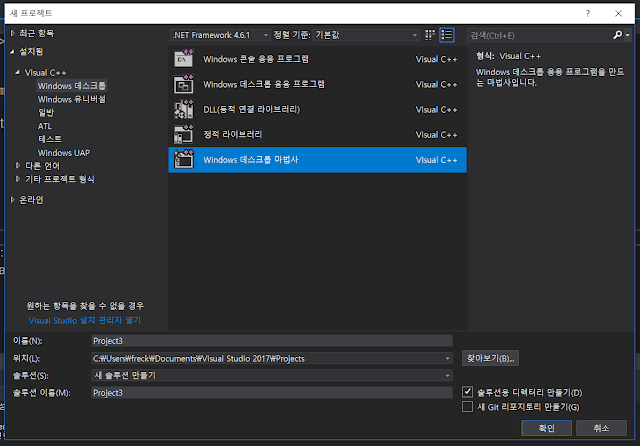 새 프로젝트
? ×
▷ 최근 항목
◢ 설치됨
◢ Visual C++
Windows 데스크톱
Windows 유니버설
일반
ATL
테스트
Windows UAP
▷ 다른 언어
▷ 기타 프로젝트 형식
▷ 온라인
원하는 항목을 찾을 수 없을 경우
Visual Studio 설치 관리자 열기
.NET Framework 4.6.1 정렬 기준: 기본값
Windows 콘솔 응용 프로그램 Visual C++
Windows 데스크톱 응용 프로그램 Visual C++
DLL(동적 연결 라이브러리) Visual C++
정적 라이브러리 Visual C++
Windows 데스크톱 마법사 Visual C++
검색(Ctrl+E)
형식: Visual C++
Windows 데스크톱 응용 프로그램을 만드
는 마법사입니다.
이름(N): Project3
위치(L): C:₩Users₩freck₩Documents₩Visual Studio 2017₩Projects 찾아보기(B)...
솔루션(S): 새 솔루션 만들기
솔루션 이름(M): Project3
솔루션용 디렉터리 만들기(D)
새 Git 리포지토리 만들기(G)
확인 취소